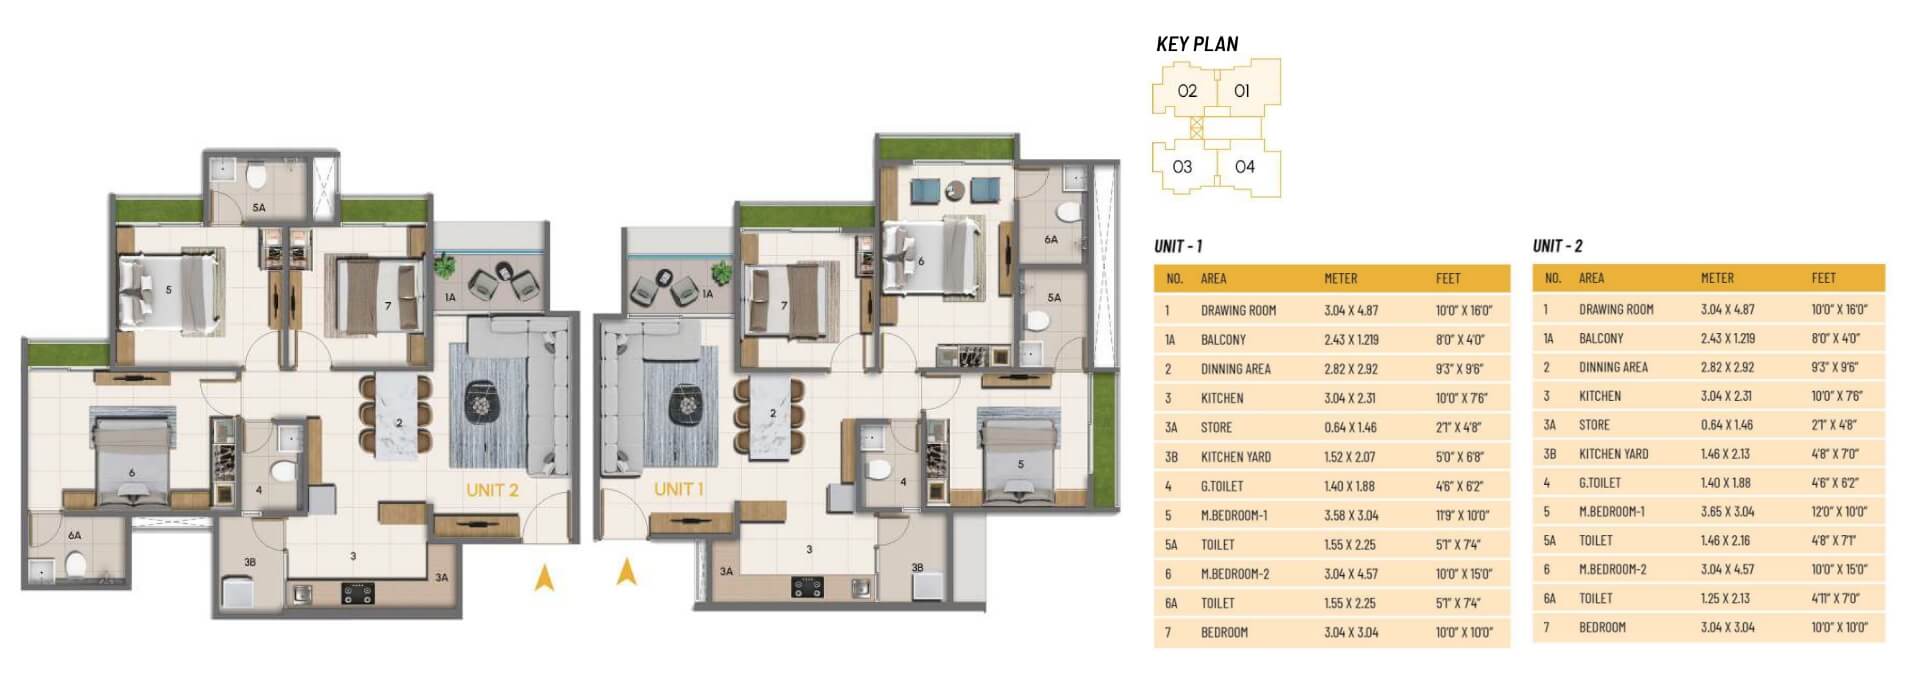 KEY PLAN
02 01
03 04
5A
5
7
1A
2
6
4
UNIT 2
6A
3B
3
3A
6
6A
5A
1A
7
2
5
4
UNIT 1
3
3A
3B
UNIT - 1
NO. AREA METER FEET
1 DRAWING ROOM 3.04 X 4.87 10'0" X 16'0"
1A BALCONY 2.43 X 1.219 8'0" X 4'0"
2 DINNING AREA 2.82 X 2.92 9'3" X 9'6"
3 KITCHEN 3.04 X 2.31 10'0" X 7'6"
3A STORE 0.64 X 1.46 2'1" X 4'8"
3B KITCHEN YARD 1.52 X 2.07 5'0" X 6'8"
4 G.TOILET 1.40 X 1.88 4'6" X 6'2"
5 M.BEDROOM-1 3.58 X 3.04 11'9" X 10'0"
5A TOILET 1.55 X 2.25 5'1" X 7'4"
6 M.BEDROOM-2 3.04 X 4.57 10'0" X 15'0"
6A TOILET 1.55 X 2.25 5'1" X 7'4"
7 BEDROOM 3.04 X 3.04 10'0" X 10'0"
UNIT - 2
NO. AREA METER FEET
1 DRAWING ROOM 3.04 X 4.87 10'0" X 16'0"
1A BALCONY 2.43 X 1.219 8'0" X 4'0"
2 DINNING AREA 2.82 X 2.92 9'3" X 9'6"
3 KITCHEN 3.04 X 2.31 10'0" X 7'6"
3A STORE 0.64 X 1.46 2'1" X 4'8"
3B KITCHEN YARD 1.46 X 2.13 4'8" X 7'0"
4 G.TOILET 1.40 X 1.88 4'6" X 6'2"
5 M.BEDROOM-1 3.65 X 3.04 12'0" X 10'0"
5A TOILET 1.46 X 2.16 4'8" X 7'1"
6 M.BEDROOM-2 3.04 X 4.57 10'0" X 15'0"
6A TOILET 1.25 X 2.13 4'11" X 7'0"
7 BEDROOM 3.04 X 3.04 10'0" X 10'0"